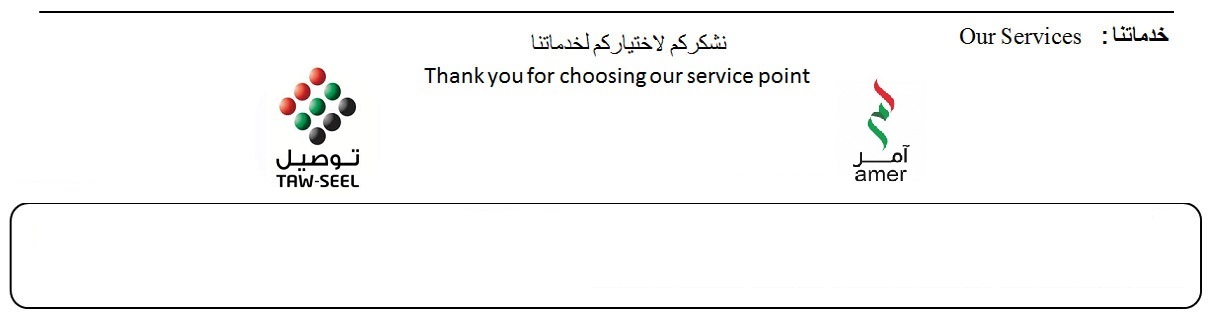 خدماتنا : Our Services
نشكركم لاختياركم لخدماتنا
Thank you for choosing our service point
توصيل
TAW-SEEL
آمر
amer